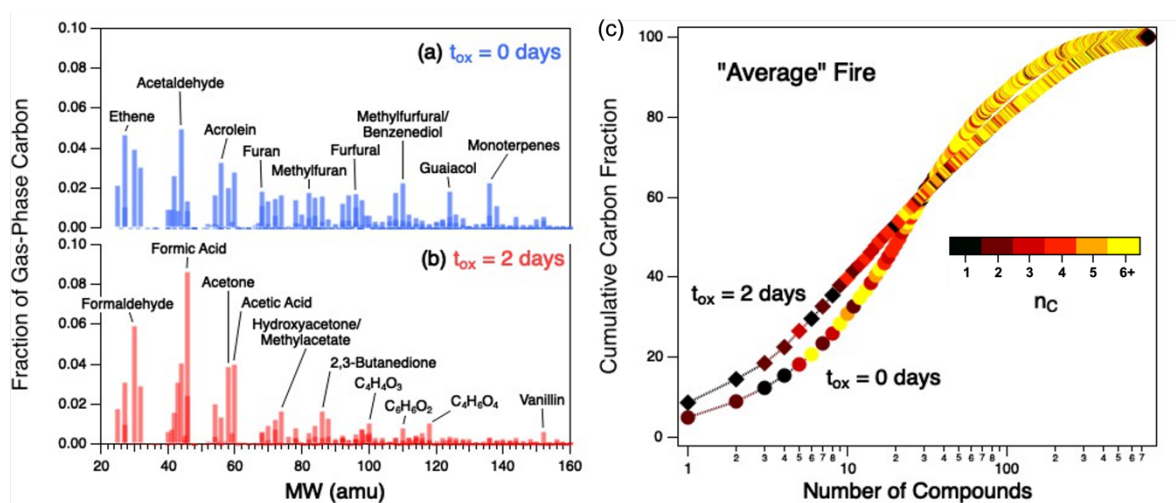 Fraction of Gas-Phase Carbon
0.10
0.08
0.06
0.04
0.02
0.00
(a) tox = 0 days
Acetaldehyde
Ethene
Acrolein
Furan
Methylfuran
Furfural
Methylfurfural/
Benzenediol
Guaiacol
Monoterpenes
0.10
0.08
0.06
0.04
0.02
0.00
(b) tox = 2 days
Formic Acid
Formaldehyde
Acetone
Acetic Acid
Hydroxyacetone/
Methylacetate
2,3-Butanedione
C4H4O3
C6H6O2
C4H6O4
Vanillin
20 40 60 80 100 120 140 160
MW (amu)
(c)
Cumulative Carbon Fraction
100
80
60
40
20
0
"Average" Fire
tox = 2 days
tox = 0 days
1 2 3 4 5 6+
nC
1 2 3 4 5 6 7 8 10 2 3 4 5 6 7 8 100 2 3 4 5 6 7
Number of Compounds